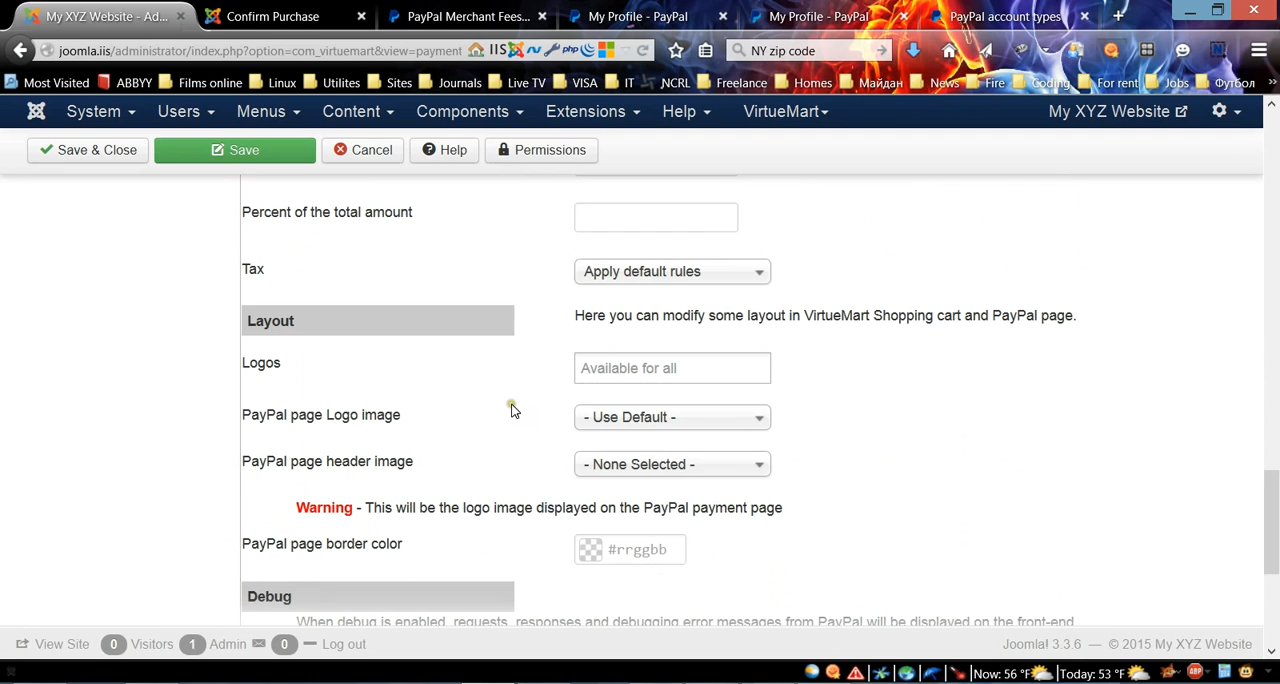 My XYZ Website - Ad...
Confirm Purchase
PayPal Merchant Fees...
My Profile - PayPal
My Profile - PayPal
PayPal account types
joomla.iis/administrator/index.php?option=com_virtuemart&view=payment
IIS
php
NY zip code
Most Visited
ABBYY
Films online
Linux
Utilites
Sites
Journals
Live TV
VISA
IT
NCRL
Freelance
Homes
Майдан
News
Fire
Coding
For rent
Jobs
Футбол
System
Users
Menus
Content
Components
Extensions
Help
VirtueMart
My XYZ Website
Save & Close
Save
Cancel
Help
Permissions
Percent of the total amount
Tax
Apply default rules
Layout
Here you can modify some layout in VirtueMart Shopping cart and PayPal page.
Logos
Available for all
PayPal page Logo image
- Use Default -
PayPal page header image
- None Selected -
Warning - This will be the logo image displayed on the PayPal payment page
PayPal page border color
#rrggbb
Debug
When debug is enabled, requests, responses and debugging error messages from PayPal will be displayed on the front-end
View Site
0 Visitors
1 Admin
0
Log out
Joomla! 3.3.6 — © 2015 My XYZ Website
Now: 56 °F
Today: 53 °F
ABP